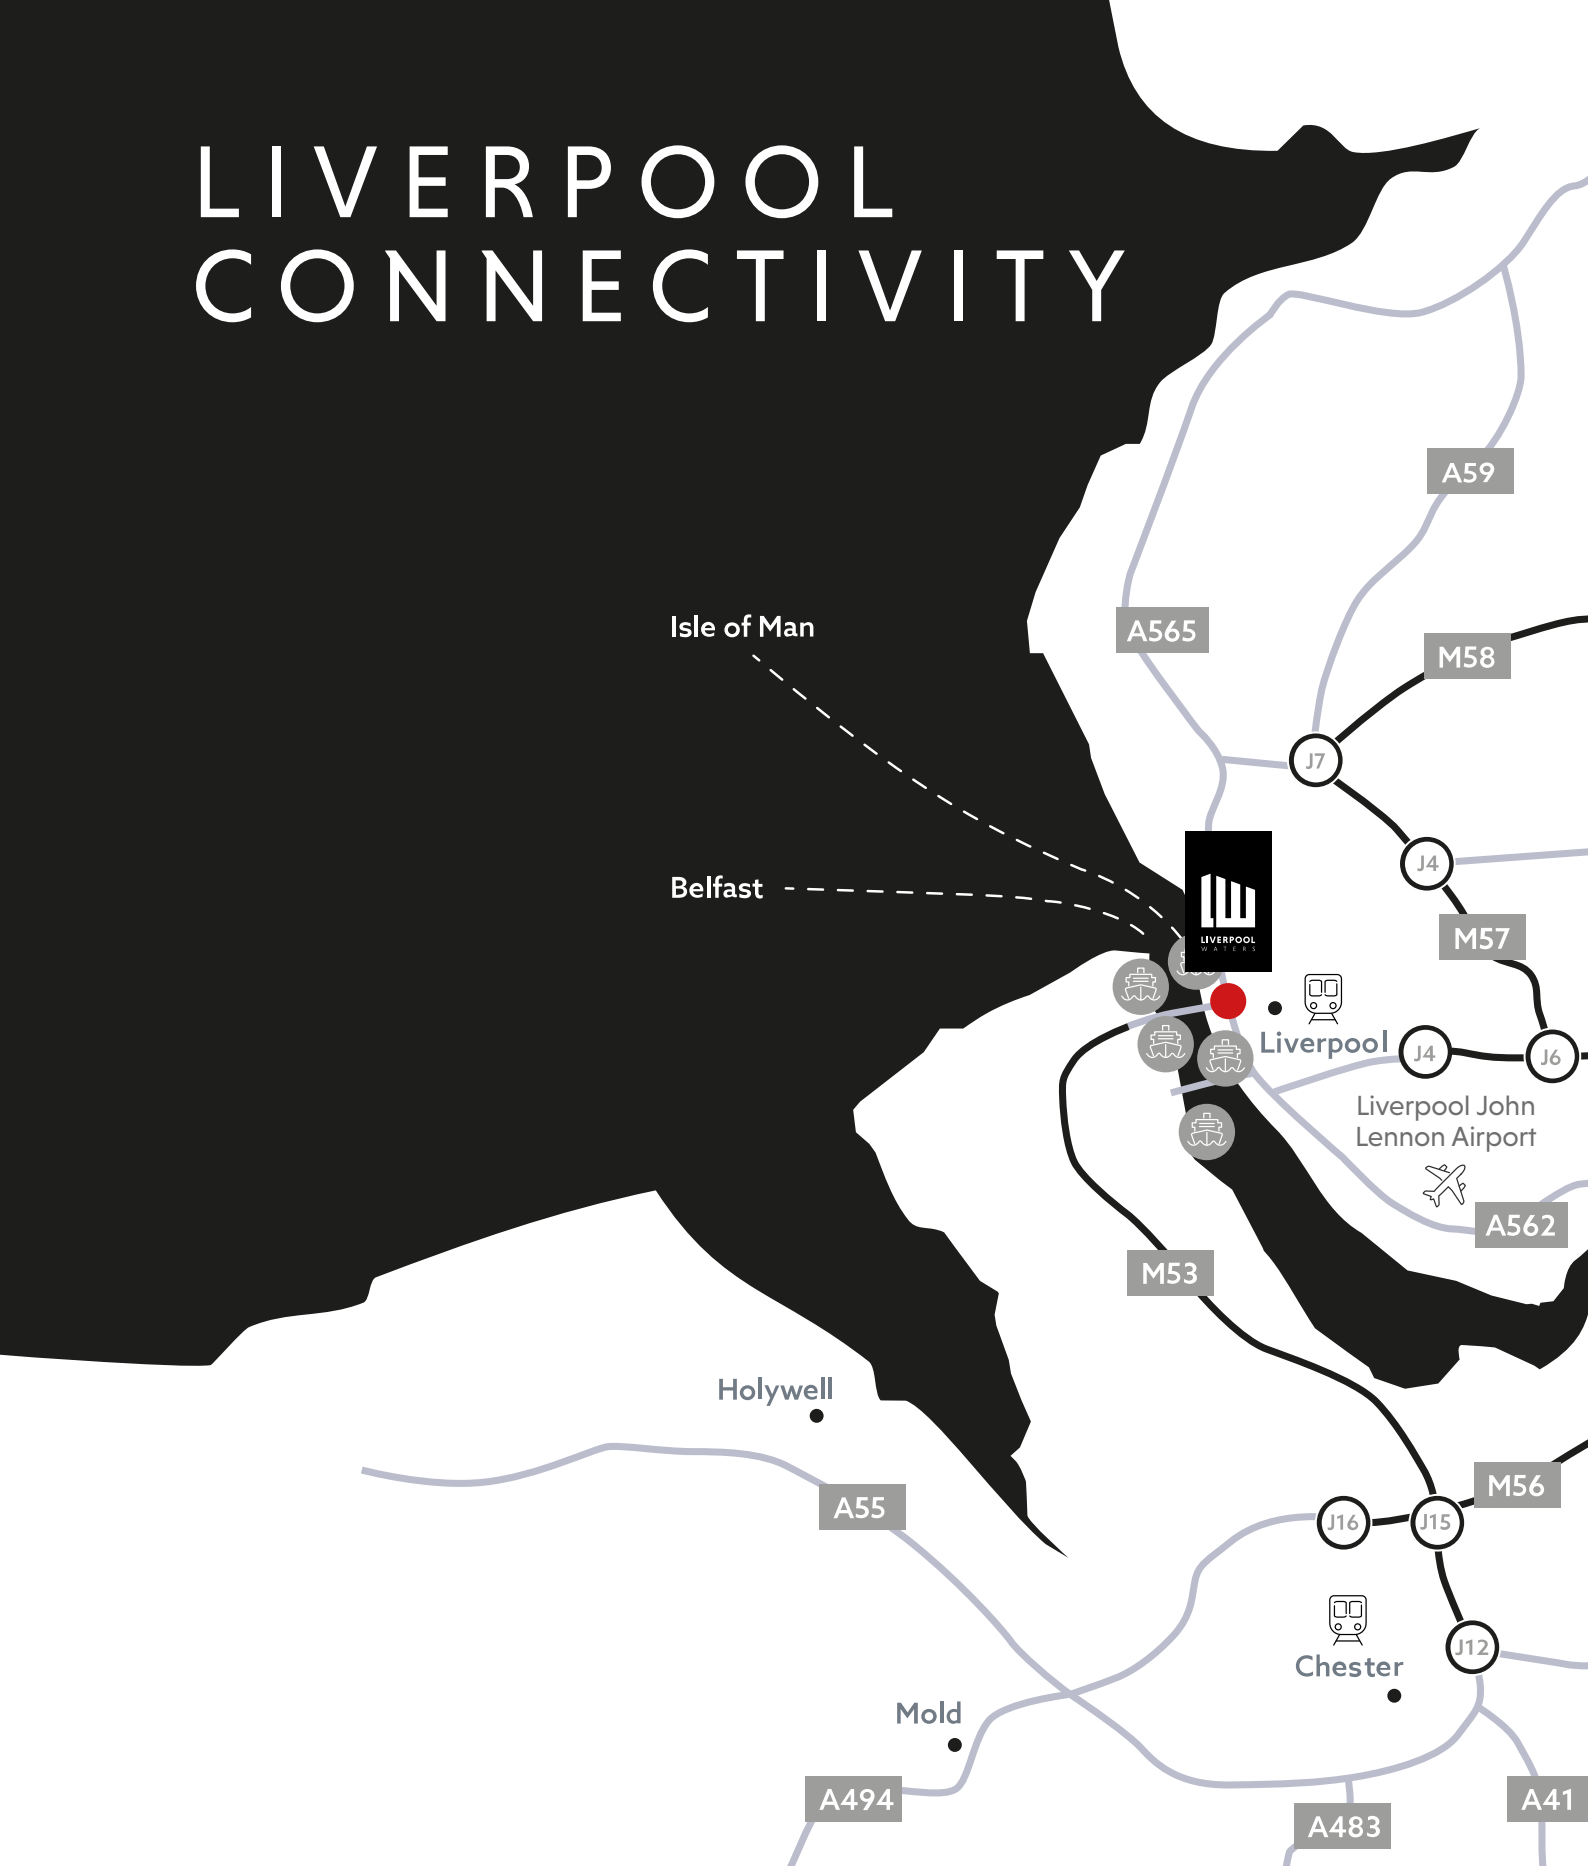 LIVERPOOL
CONNECTIVITY
A59
Isle of Man
A565
M58
J7
J4
Belfast
LIVERPOOL
WATERS
M57
Liverpool
J4
J6
Liverpool John
Lennon Airport
A562
M53
Holywell
M56
A55
J16
J15
J12
Chester
Mold
A494
A41
A483